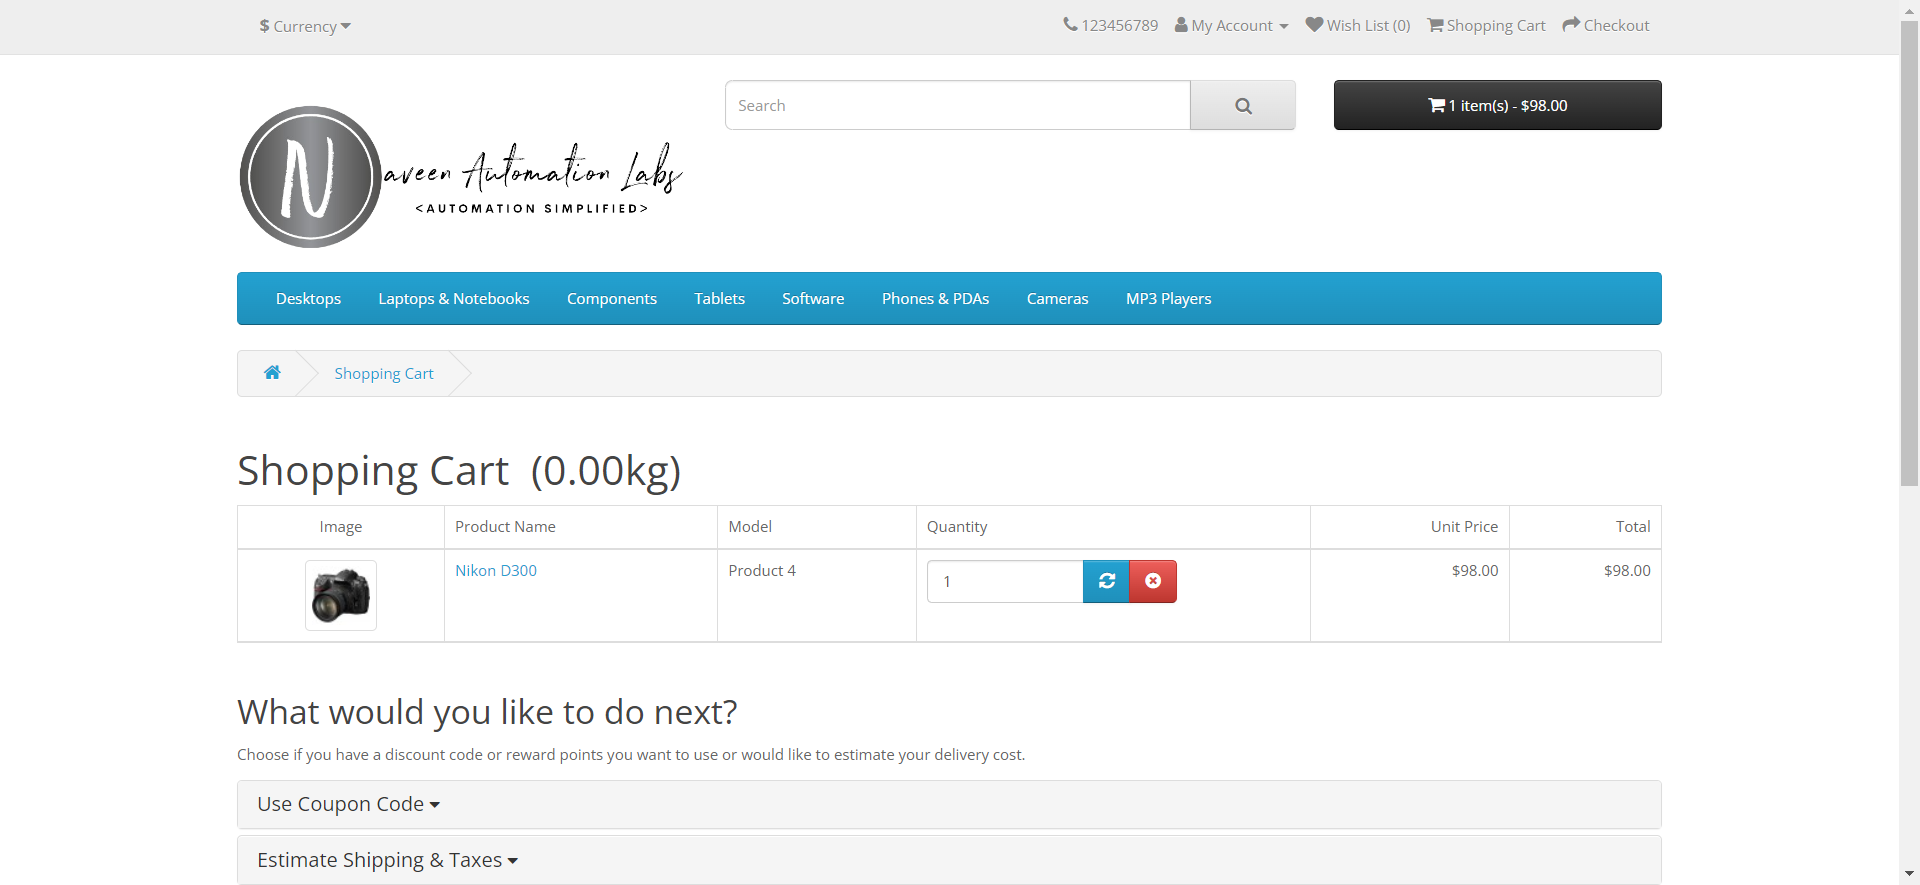 $ Currency
123456789 My Account Wish List (0) Shopping Cart Checkout
Search
1 item(s) - $98.00
N
aveen Automation Labs
<AUTOMATION SIMPLIFIED>
Desktops Laptops & Notebooks Components Tablets Software Phones & PDAs Cameras MP3 Players
Shopping Cart
Shopping Cart (0.00kg)
Image Product Name Model Quantity Unit Price Total
Nikon D300 Product 4 1 $98.00 $98.00
What would you like to do next?
Choose if you have a discount code or reward points you want to use or would like to estimate your delivery cost.
Use Coupon Code
Estimate Shipping & Taxes